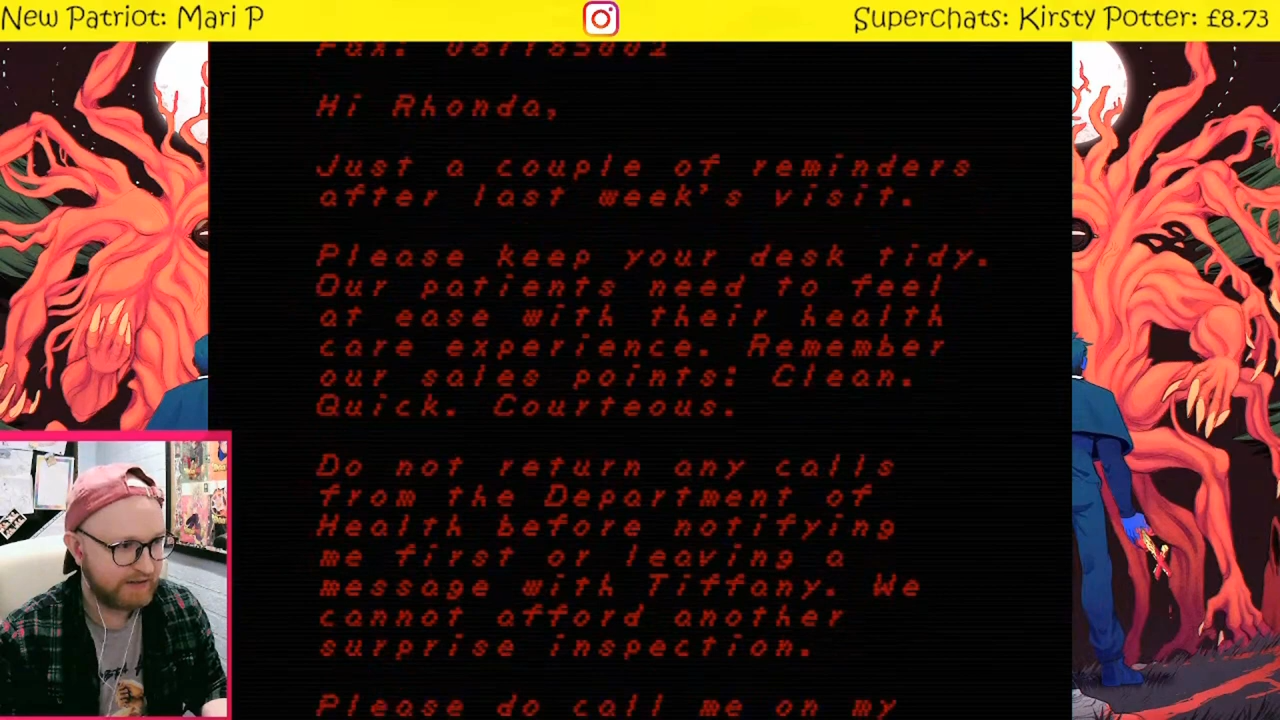 New Patriot: Mari P
Superchats: Kirsty Potter: £8.73
Fax: 087785002
Hi Rhonda,
Just a couple of reminders
after last week's visit.
Please keep your desk tidy.
Our patients need to feel
at ease with their health
care experience. Remember
our sales points: Clean.
Quick. Courteous.
Do not return any calls
from the Department of
Health before notifying
me first or leaving a
message with Tiffany. We
cannot afford another
surprise inspection.
Please do call me on my